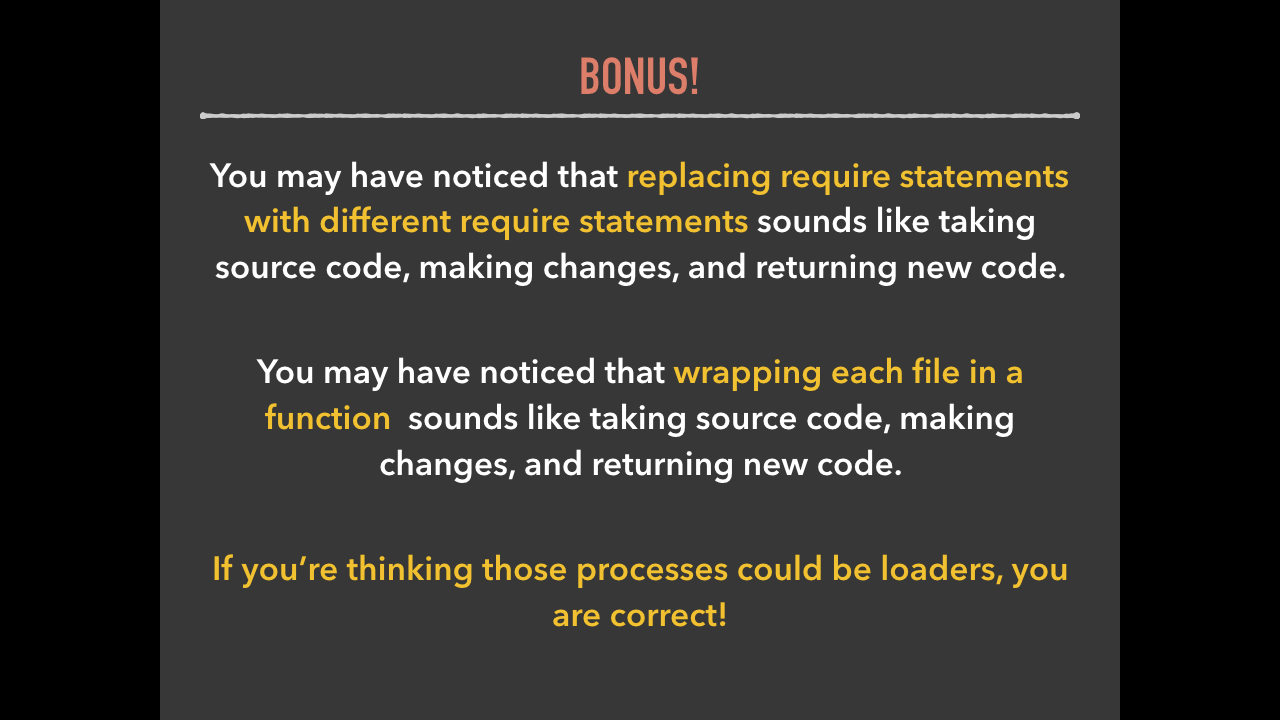 BONUS!
You may have noticed that replacing require statements
with different require statements sounds like taking
source code, making changes, and returning new code.
You may have noticed that wrapping each file in a
function  sounds like taking source code, making
changes, and returning new code.
If you’re thinking those processes could be loaders, you
are correct!